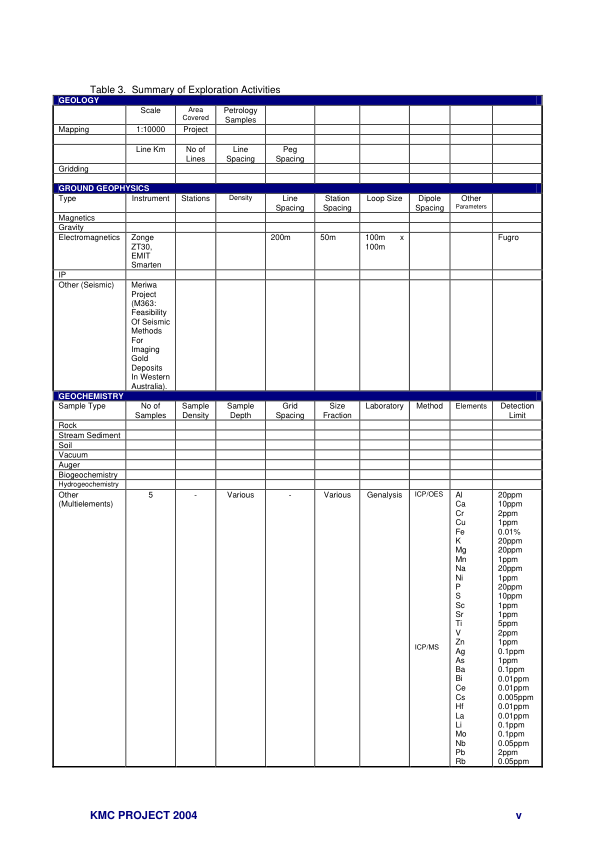 Table 3.  Summary of Exploration Activities
GEOLOGY
Scale Area Covered Petrology Samples
Mapping 1:10000 Project
Line Km No of Lines Line Spacing Peg Spacing
Gridding
GROUND GEOPHYSICS
Type Instrument Stations Density Line Spacing Station Spacing Loop Size Dipole Spacing Other Parameters
Magnetics
Gravity
Electromagnetics Zonge ZT30, EMIT Smarten 200m 50m 100m x 100m Fugro
IP
Other (Seismic) Meriwa Project (M363: Feasibility Of Seismic Methods For Imaging Gold Deposits In Western Australia).
GEOCHEMISTRY
Sample Type No of Samples Sample Density Sample Depth Grid Spacing Size Fraction Laboratory Method Elements Detection Limit
Rock
Stream Sediment
Soil
Vacuum
Auger
Biogeochemistry
Hydrogeochemistry
Other (Multielements) 5 - Various - Various Genalysis ICP/OES Al 20ppm
Ca 10ppm
Cr 2ppm
Cu 1ppm
Fe 0.01%
K 20ppm
Mg 20ppm
Mn 1ppm
Na 20ppm
Ni 1ppm
P 20ppm
S 10ppm
Sc 1ppm
Sr 1ppm
Ti 5ppm
V 2ppm
Zn 1ppm
ICP/MS Ag 0.1ppm
As 1ppm
Ba 0.1ppm
Bi 0.01ppm
Ce 0.01ppm
Cs 0.005ppm
Hf 0.01ppm
La 0.01ppm
Li 0.1ppm
Mo 0.1ppm
Nb 0.05ppm
Pb 2ppm
Rb 0.05ppm
KMC PROJECT 2004 v